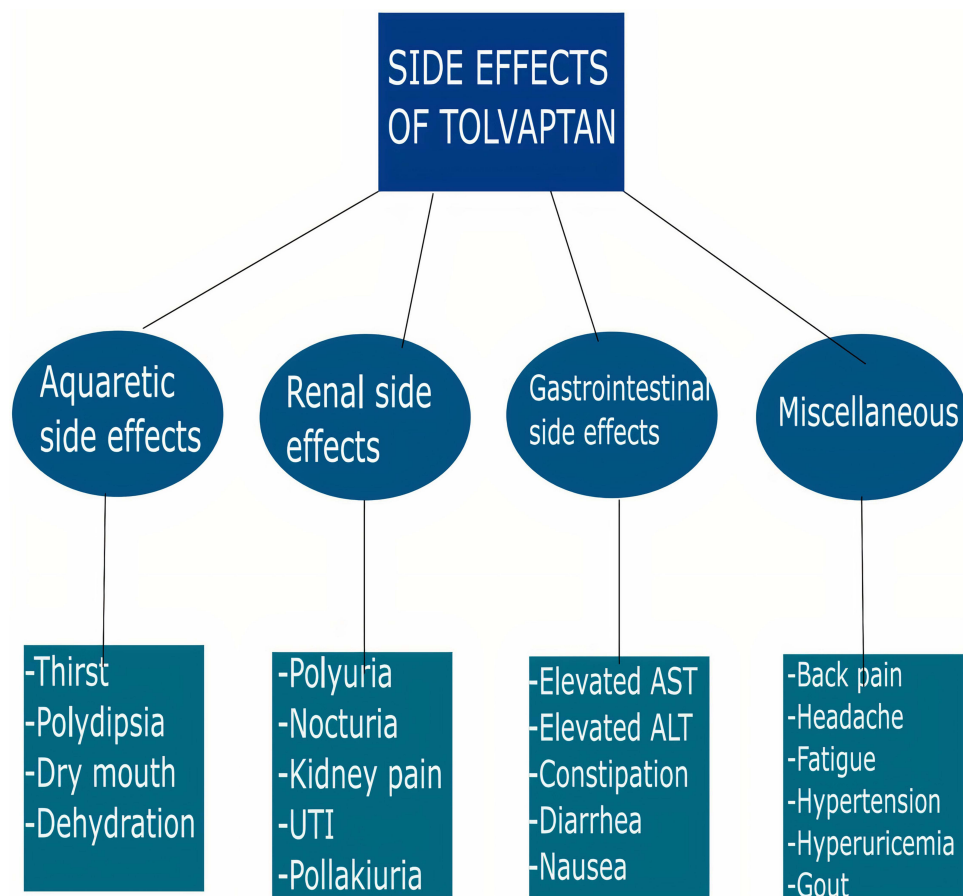 SIDE EFFECTS
OF TOLVAPTAN
Aquaretic
side effects
Renal side
effects
Gastrointestinal
side effects
Miscellaneous
-Thirst
-Polydipsia
-Dry mouth
-Dehydration
-Polyuria
-Nocturia
-Kidney pain
-UTI
-Pollakiuria
-Elevated AST
-Elevated ALT
-Constipation
-Diarrhea
-Nausea
-Back pain
-Headache
-Fatigue
-Hypertension
-Hyperuricemia
-Gout